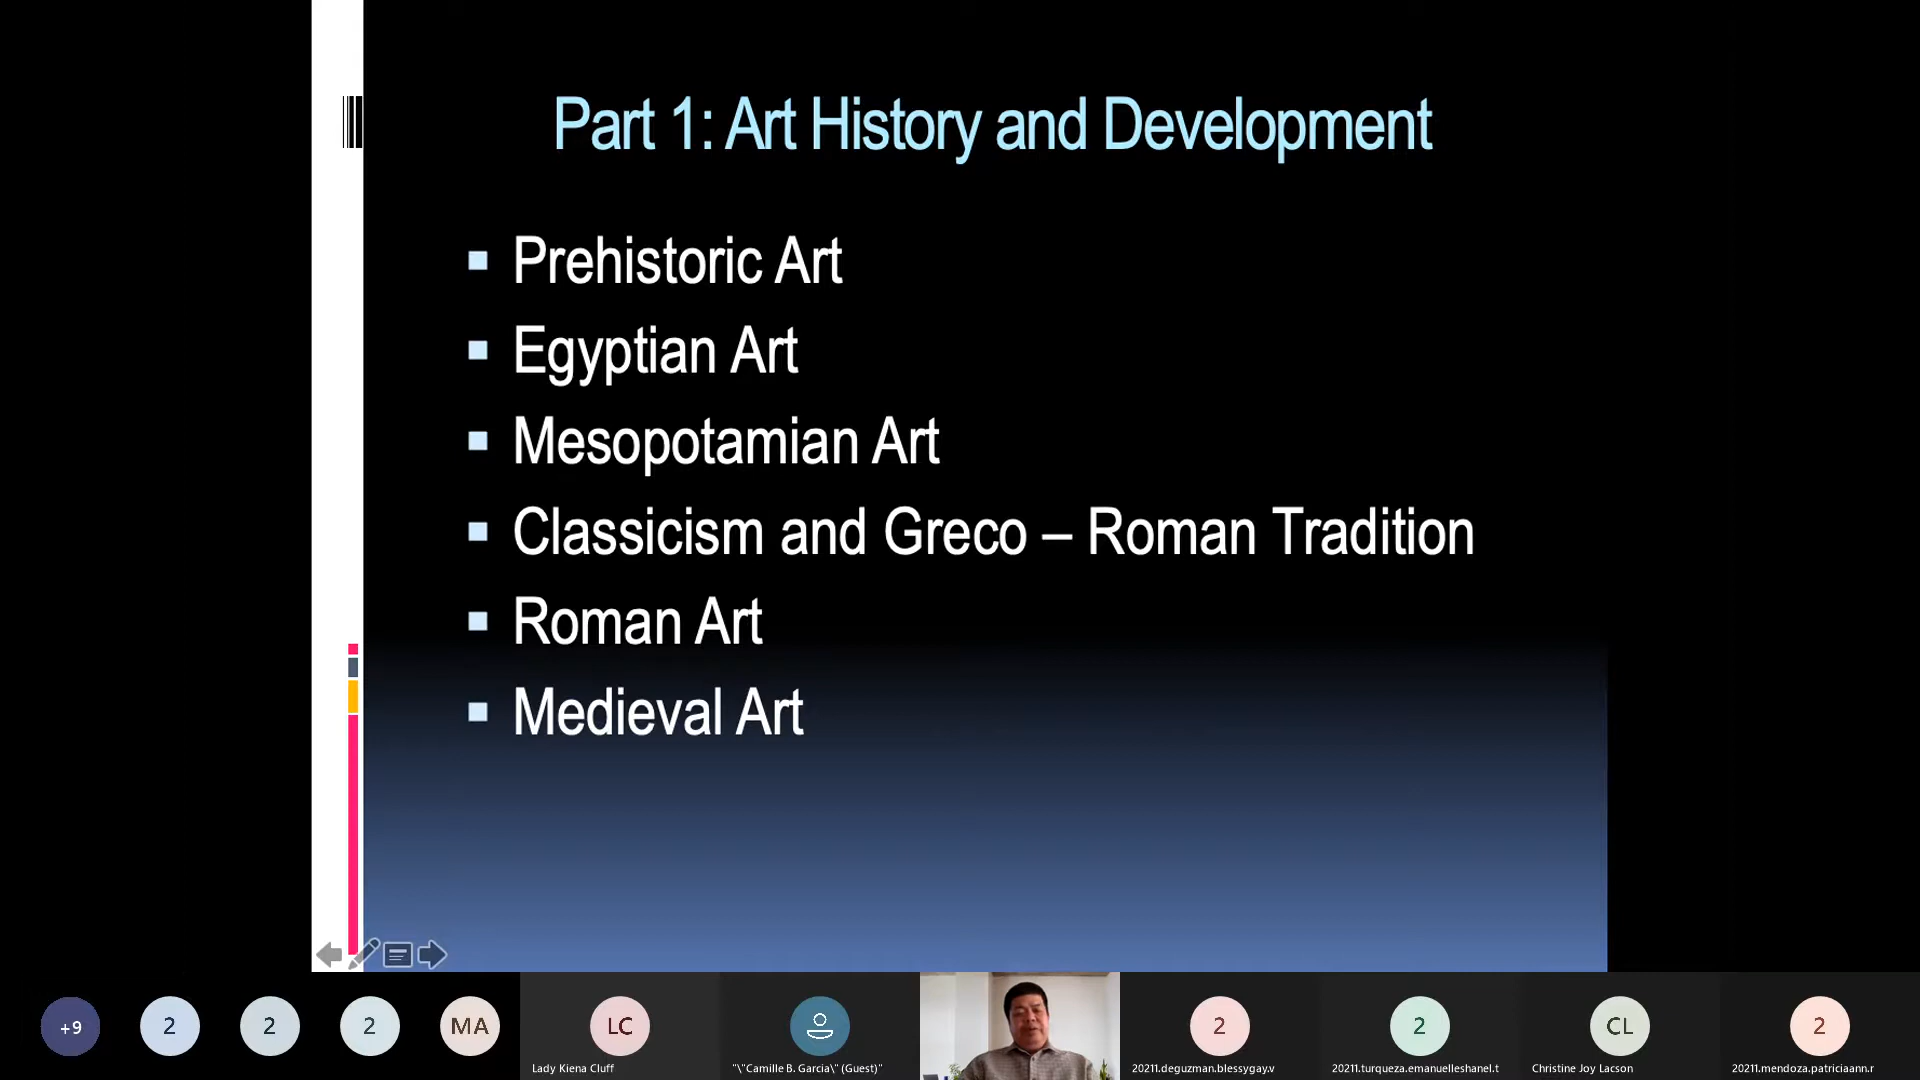 Part 1: Art History and Development
Prehistoric Art
Egyptian Art
Mesopotamian Art
Classicism and Greco – Roman Tradition
Roman Art
Medieval Art
+9
2
2
2
MA
LC
2
2
CL
2
Lady Kiena Cluff
"\"Camille B. Garcia\" (Guest)"
20211.deguzman.blessygay.v
20211.turqueza.emanuelleshanel.t
Christine Joy Lacson
20211.mendoza.patriciaann.r